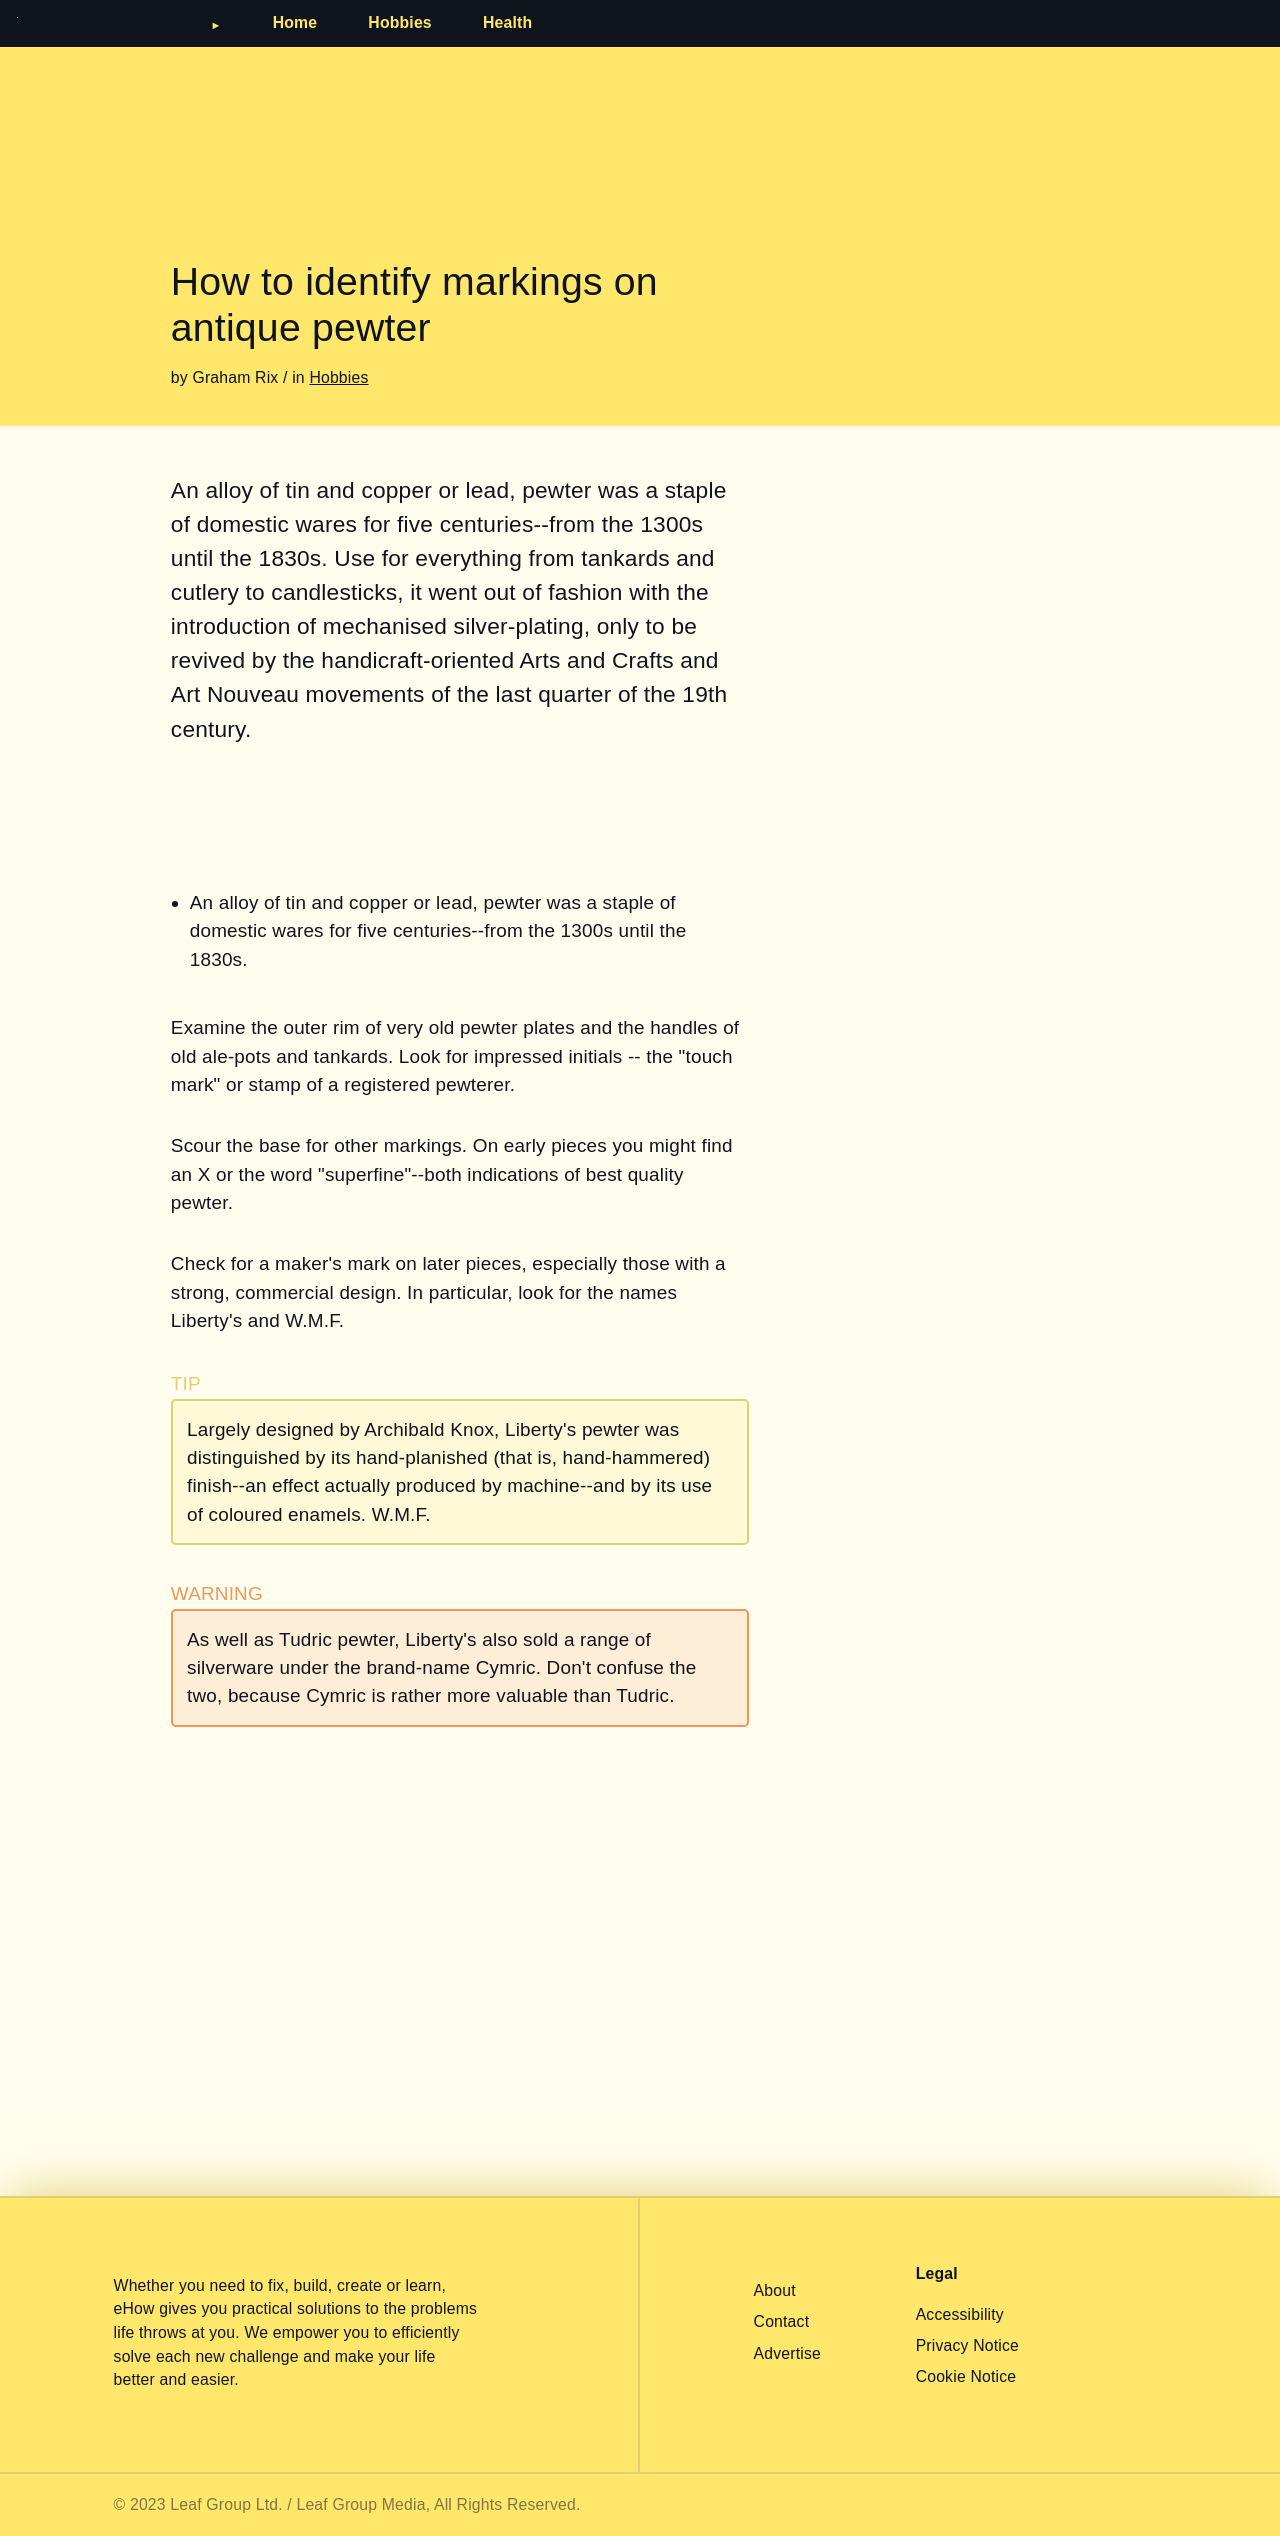 Home Hobbies Health
How to identify markings on
antique pewter
by Graham Rix / in Hobbies
An alloy of tin and copper or lead, pewter was a staple
of domestic wares for five centuries--from the 1300s
until the 1830s. Use for everything from tankards and
cutlery to candlesticks, it went out of fashion with the
introduction of mechanised silver-plating, only to be
revived by the handicraft-oriented Arts and Crafts and
Art Nouveau movements of the last quarter of the 19th
century.
• An alloy of tin and copper or lead, pewter was a staple of
domestic wares for five centuries--from the 1300s until the
1830s.
Examine the outer rim of very old pewter plates and the handles of
old ale-pots and tankards. Look for impressed initials -- the "touch
mark" or stamp of a registered pewterer.
Scour the base for other markings. On early pieces you might find
an X or the word "superfine"--both indications of best quality
pewter.
Check for a maker's mark on later pieces, especially those with a
strong, commercial design. In particular, look for the names
Liberty's and W.M.F.
TIP
Largely designed by Archibald Knox, Liberty's pewter was
distinguished by its hand-planished (that is, hand-hammered)
finish--an effect actually produced by machine--and by its use
of coloured enamels. W.M.F.
WARNING
As well as Tudric pewter, Liberty's also sold a range of
silverware under the brand-name Cymric. Don't confuse the
two, because Cymric is rather more valuable than Tudric.
Whether you need to fix, build, create or learn,
eHow gives you practical solutions to the problems
life throws at you. We empower you to efficiently
solve each new challenge and make your life
better and easier.
About
Contact
Advertise
Legal
Accessibility
Privacy Notice
Cookie Notice
© 2023 Leaf Group Ltd. / Leaf Group Media, All Rights Reserved.